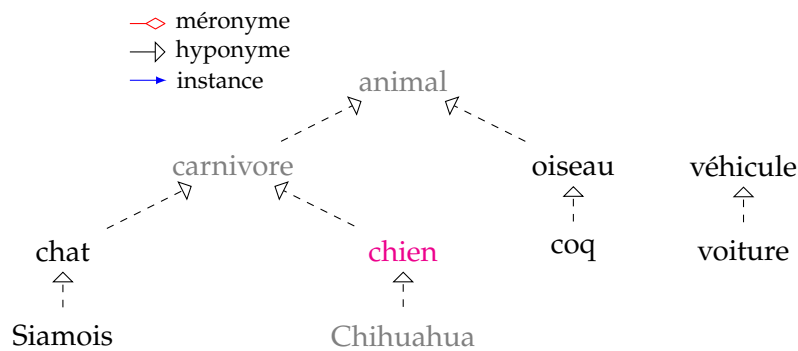 méronyme
hyponyme
instance
animal
carnivore
oiseau
véhicule
chat
chien
coq
voiture
Siamois
Chihuahua